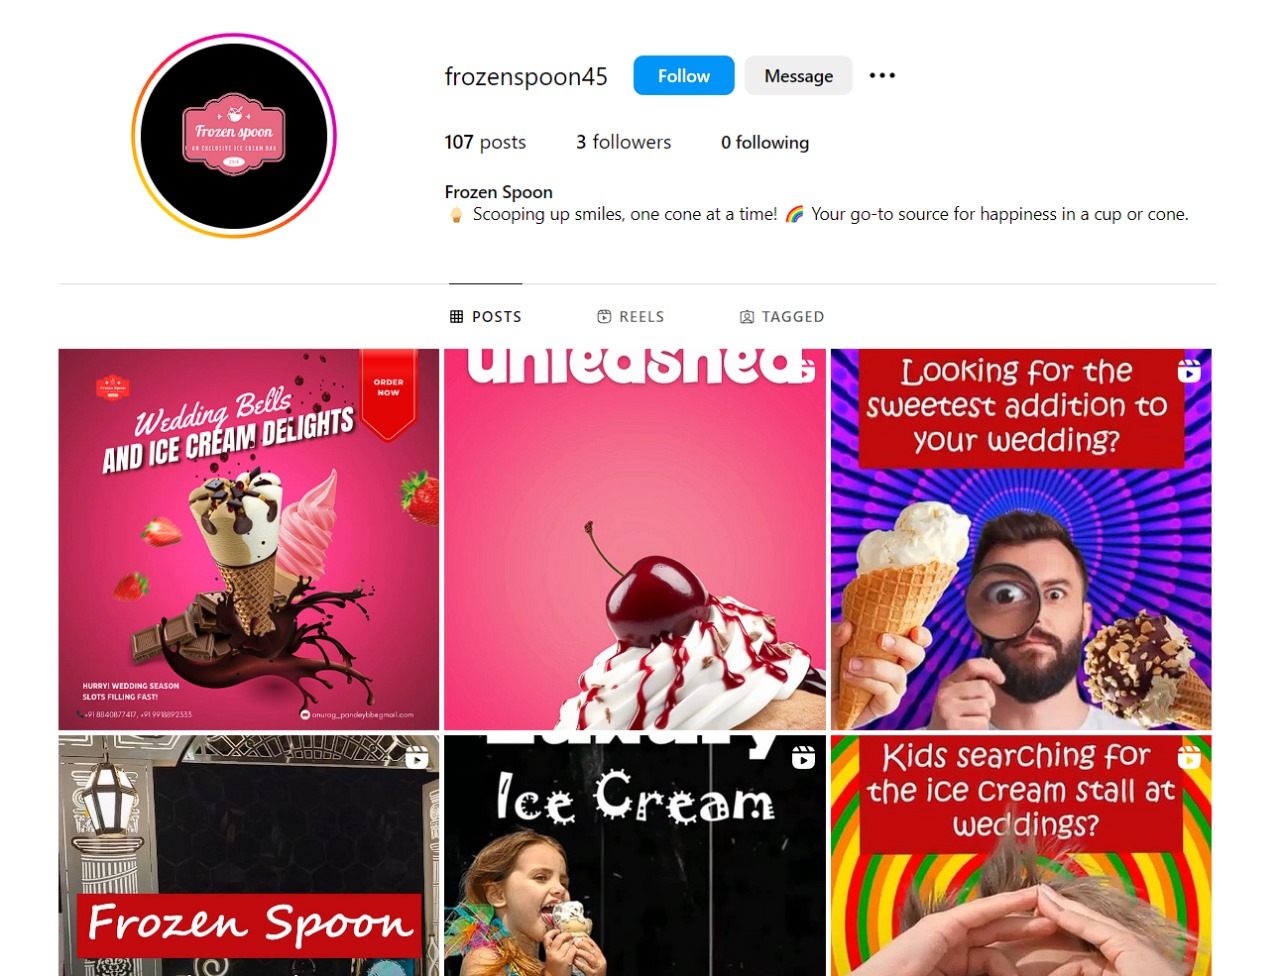 frozenspoon45
Follow
Message
107 posts
3 followers
0 following
Frozen Spoon
Scooping up smiles, one cone at a time! Your go-to source for happiness in a cup or cone.
Frozen spoon
AN EXCLUSIVE ICE CREAM BAR
POSTS
REELS
TAGGED
ORDER
NOW
Wedding Bells
AND ICE CREAM DELIGHTS
HURRY! WEDDING SEASON
SLOTS FILLING FAST!
+91 8840877417, +91 9918892333
anurag_pandeybb@gmail.com
unleashed
Looking for the
sweetest addition to
your wedding?
Frozen Spoon
Luxury
Ice Cream
Kids searching for
the ice cream stall at
weddings?